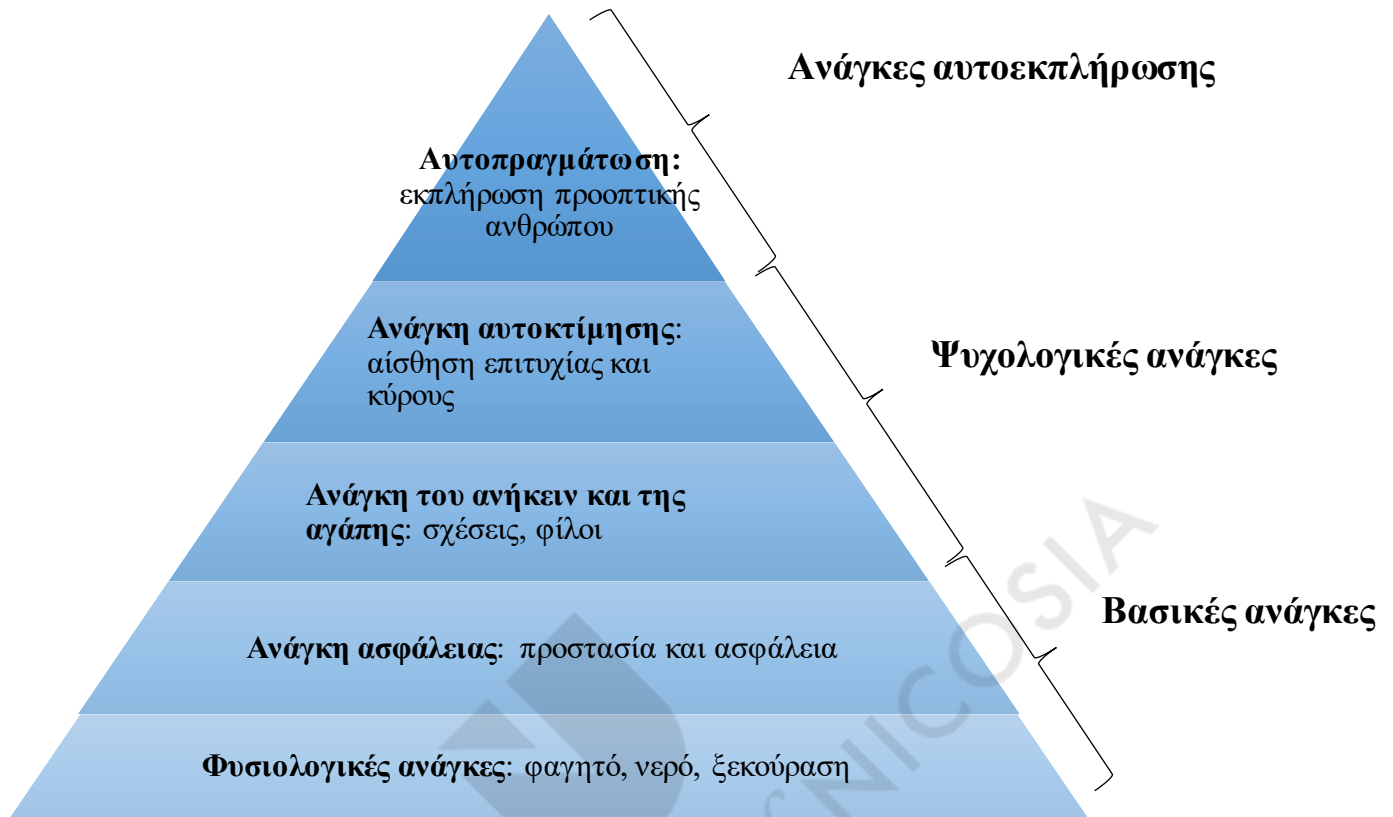 Ανάγκες αυτοεκπλήρωσης
Αυτοπραγμάτωση:
εκπλήρωση προοπτικής
ανθρώπου
Ανάγκη αυτοκτίμησης:
αίσθηση επιτυχίας και
κύρους
Ψυχολογικές ανάγκες
Ανάγκη του ανήκειν και της
αγάπης: σχέσεις, φίλοι
Βασικές ανάγκες
Ανάγκη ασφάλειας: προστασία και ασφάλεια
Φυσιολογικές ανάγκες: φαγητό, νερό, ξεκούραση
NICOSIA